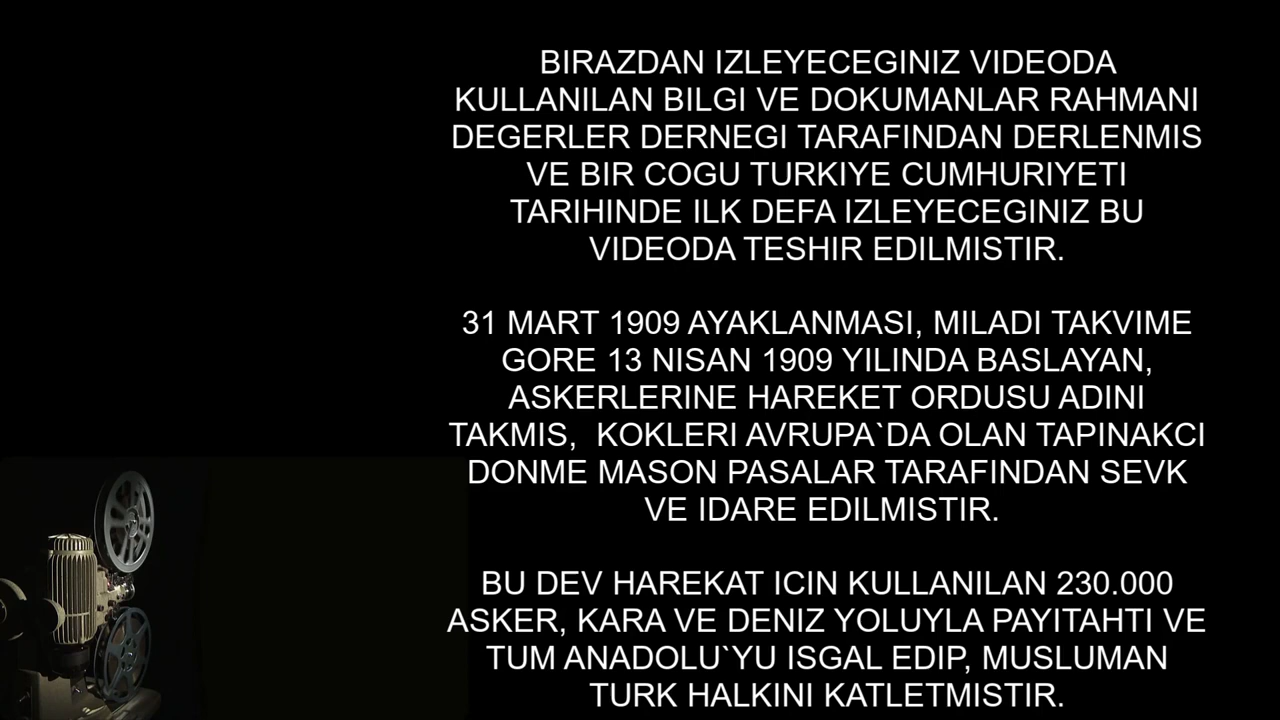 BIRAZDAN IZLEYECEGINIZ VIDEODA
KULLANILAN BILGI VE DOKUMANLAR RAHMANI
DEGERLER DERNEGI TARAFINDAN DERLENMIS
VE BIR COGU TURKIYE CUMHURIYETI
TARIHINDE ILK DEFA IZLEYECEGINIZ BU
VIDEODA TESHIR EDILMISTIR.
31 MART 1909 AYAKLANMASI, MILADI TAKVIME
GORE 13 NISAN 1909 YILINDA BASLAYAN,
ASKERLERINE HAREKET ORDUSU ADINI
TAKMIS,  KOKLERI AVRUPA`DA OLAN TAPINAKCI
DONME MASON PASALAR TARAFINDAN SEVK
VE IDARE EDILMISTIR.
BU DEV HAREKAT ICIN KULLANILAN 230.000
ASKER, KARA VE DENIZ YOLUYLA PAYITAHTI VE
TUM ANADOLU`YU ISGAL EDIP, MUSLUMAN
TURK HALKINI KATLETMISTIR.